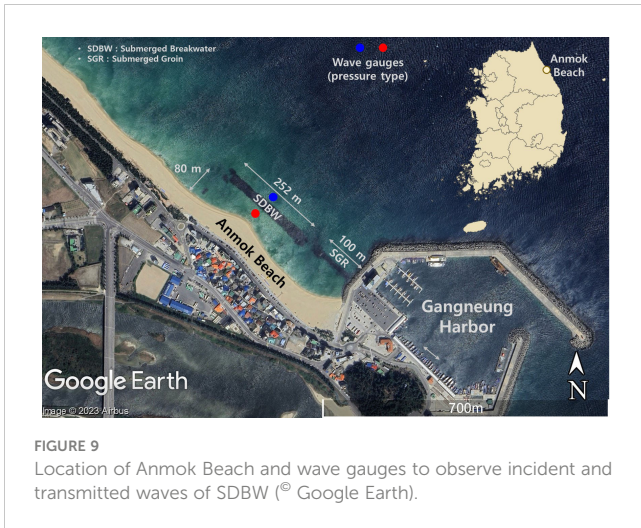 • SDBW : Submerged Breakwater
• SGR : Submerged Groin
Wave gauges
(pressure type)
Anmok
Beach
80 m
252 m
SDBW
Anmok Beach
100 m
SGR
Gangneung
Harbor
Google Earth
Image © 2023 Airbus
700m
N
FIGURE 9
Location of Anmok Beach and wave gauges to observe incident and
transmitted waves of SDBW (© Google Earth).